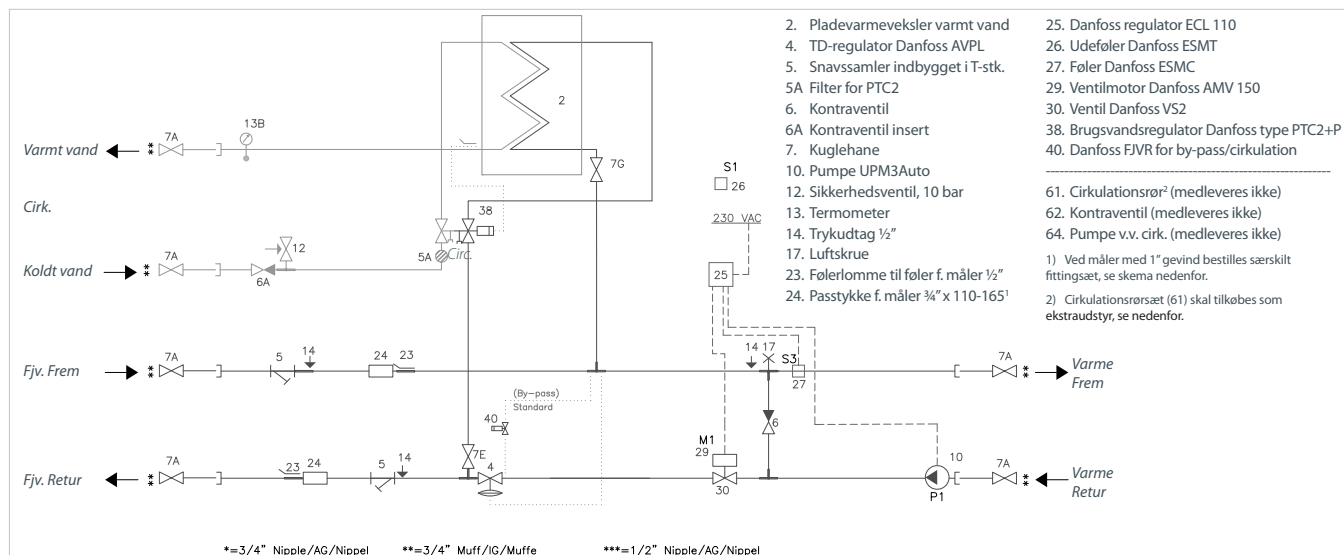 2. Pladevarmeveksler varmt vand
4. TD-regulator Danfoss AVPL
5. Snavssamler indbygget i T-stk.
5A Filter for PTC2
6. Kontraventil
6A Kontraventil insert
7. Kuglehane
10. Pumpe UPM3Auto
12. Sikkerhedsventil, 10 bar
13. Termometer
14. Trykudtag ½”
17. Luftskrue
23. Følerlomme til føler f. måler ½”
24. Passtykke f. måler ¾” x 110-165¹
25. Danfoss regulator ECL 110
26. Udeføler Danfoss ESMT
27. Føler Danfoss ESMC
29. Ventilmotor Danfoss AMV 150
30. Ventil Danfoss VS2
38. Brugsvandsregulator Danfoss type PTC2+P
40. Danfoss FJVR for by-pass/cirkulation
61. Cirkulationsrør² (medleveres ikke)
62. Kontraventil (medleveres ikke)
64. Pumpe v.v. cirk. (medleveres ikke)
1) Ved måler med 1” gevind bestilles særskilt
fittingsæt, se skema nedenfor.
2) Cirkulationsrørsæt (61) skal tilkøbes som
ekstraudstyr, se nedenfor.
2
7A
13B
Varmt vand
**
7G
S1
26
Cirk.
38
230 VAC
12
7A
5A
Circ.
Koldt vand
**
6A
25
7A
5
14
24
23
14
17
S3
27
7A
Fjv. Frem
**
**
Varme
Frem
(By-pass)
Standard
40
6
7E
M1
29
7A
23
24
5
14
4
30
10
P1
7A
Fjv. Retur
**
**
Varme
Retur
*=3/4" Nipple/AG/Nippel
**=3/4" Muff/IG/Muffe
***=1/2" Nipple/AG/Nippel